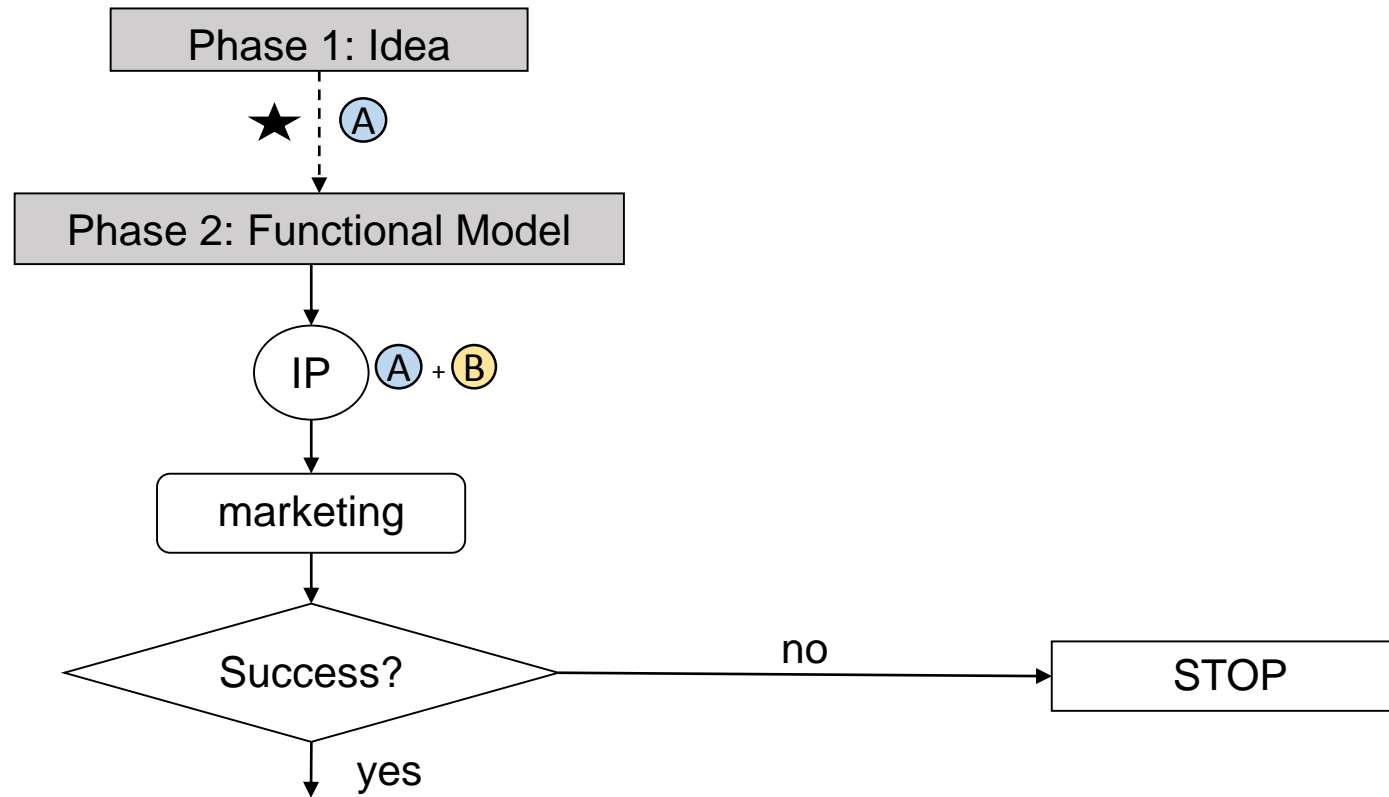 Phase 1: Idea
A
Phase 2: Functional Model
IP
A + B
marketing
Success?
no
STOP
yes